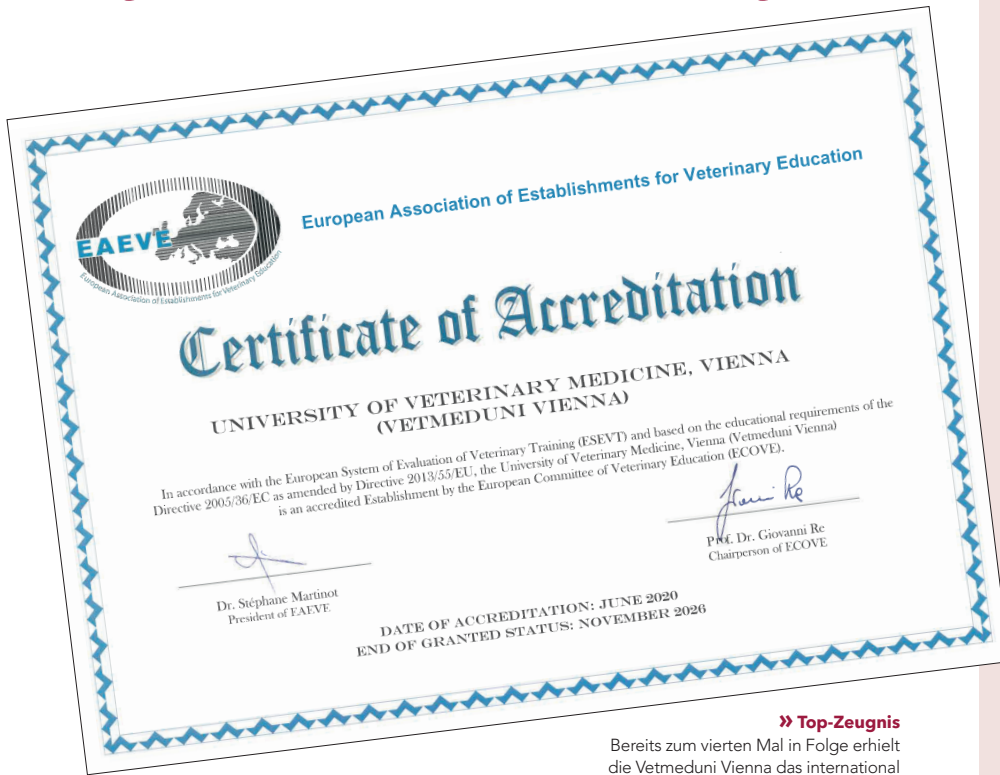 EAEVE
European Association of Establishments for Veterinary Education
European Association of Establishments for Veterinary Education
Certificate of Accreditation
UNIVERSITY OF VETERINARY MEDICINE, VIENNA
(VETMEDUNI VIENNA)
In accordance with the European System of Evaluation of Veterinary Training (ESEVT) and based on the educational requirements of the
Directive 2005/36/EC as amended by Directive 2013/55/EU, the University of Veterinary Medicine, Vienna (Vetmeduni Vienna)
is an accredited Establishment by the European Committee of Veterinary Education (ECOVE).
Dr. Stéphane Martinot
President of EAEVE
Prof. Dr. Giovanni Re
Chairperson of ECOVE
DATE OF ACCREDITATION: JUNE 2020
END OF GRANTED STATUS: NOVEMBER 2026
» Top-Zeugnis
Bereits zum vierten Mal in Folge erhielt
die Vetmeduni Vienna das international